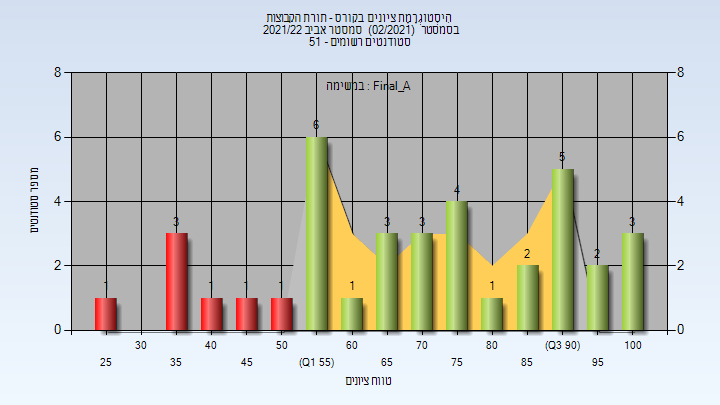 היסטוגרמת ציונים בקורס - תורת הקבוצות
בסמסטר (02/2021) סמסטר אביב 2021/22
סטודנטים רשומים - 51
במשימה : Final_A
8 8
6 6
4 4
2 2
0 0
מספר סטודנטים
1 3 1 1 1 6 1 3 3 4 1 2 5 2 3
25 30 35 40 45 50 (Q1 55) 60 65 70 75 80 85 (Q3 90) 95 100
טווח ציונים